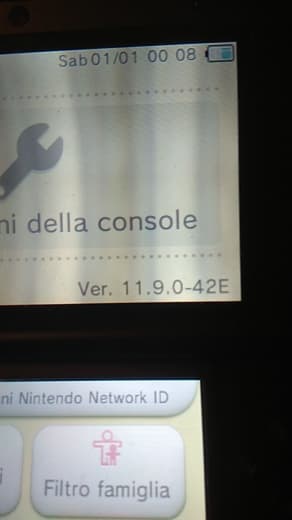 Sab 01/01 00 08
ni della console
Ver. 11.9.0-42E
ni Nintendo Network ID
i
Filtro famiglia